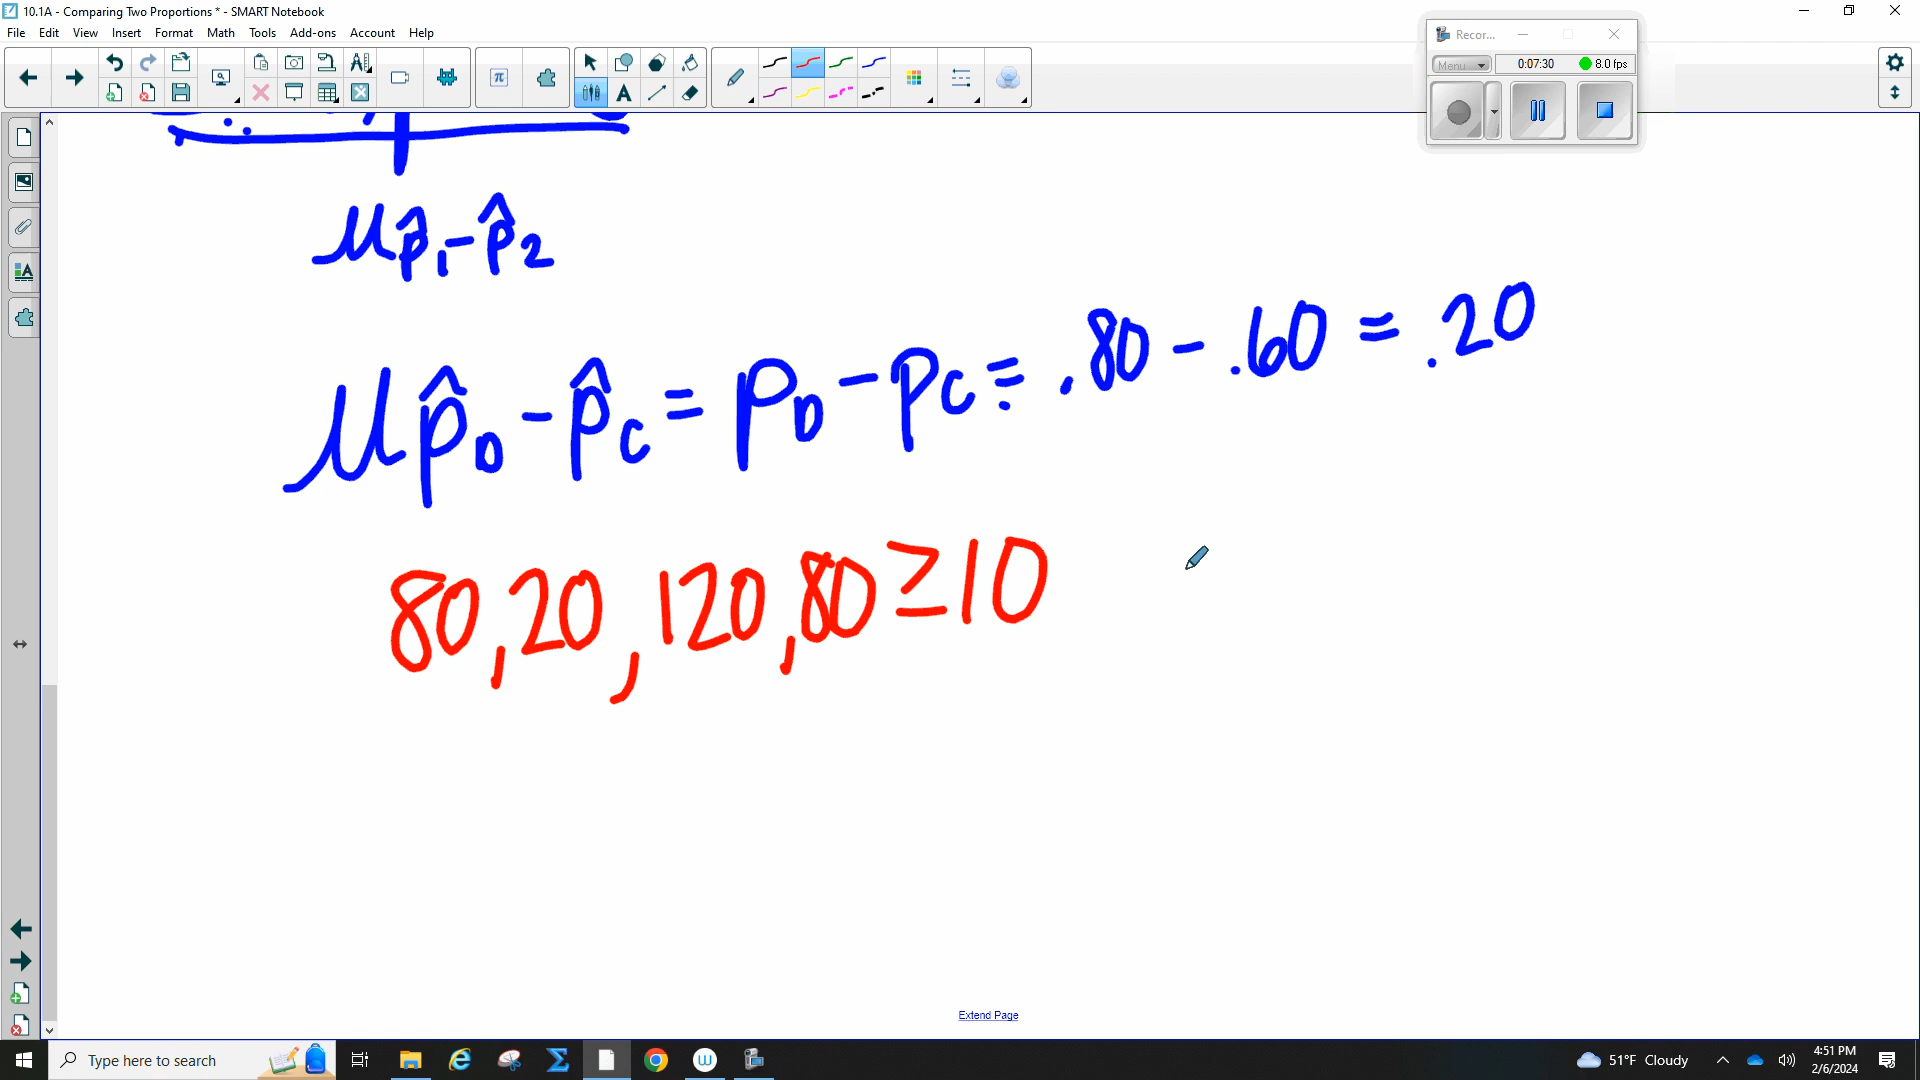 10.1A - Comparing Two Proportions * - SMART Notebook
File Edit View Insert Format Math Tools Add-ons Account Help
Recor...
Menu 0:07:30 8.0 fps
μp̂₁-p̂₂
μp̂D - p̂C = pD - pC = .80 - .60 = .20
80, 20, 120, 80 ≥ 10
Extend Page
Type here to search
51°F Cloudy
4:51 PM
2/6/2024